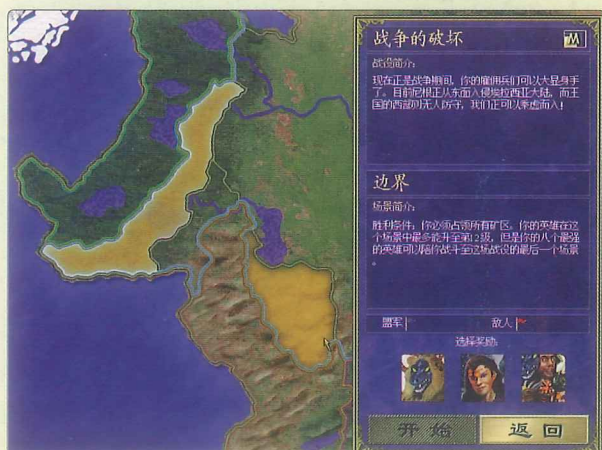 战争的破坏
战役简介:
现在正是战争期间, 你的雇佣兵们可以大显身手
了。目前尼根正从东面入侵埃拉西亚大陆, 而王
国的西部则无人防守, 我们正可以乘虚而入!
边界
场景简介:
胜利条件: 你必须占领所有矿区。你的英雄在这
个场景中最多能升至第12级, 但是你的八个最强
的英雄可以陪你战斗至这场战役的最后一个场景
。
盟军
敌人
选择奖励:
开始
返回